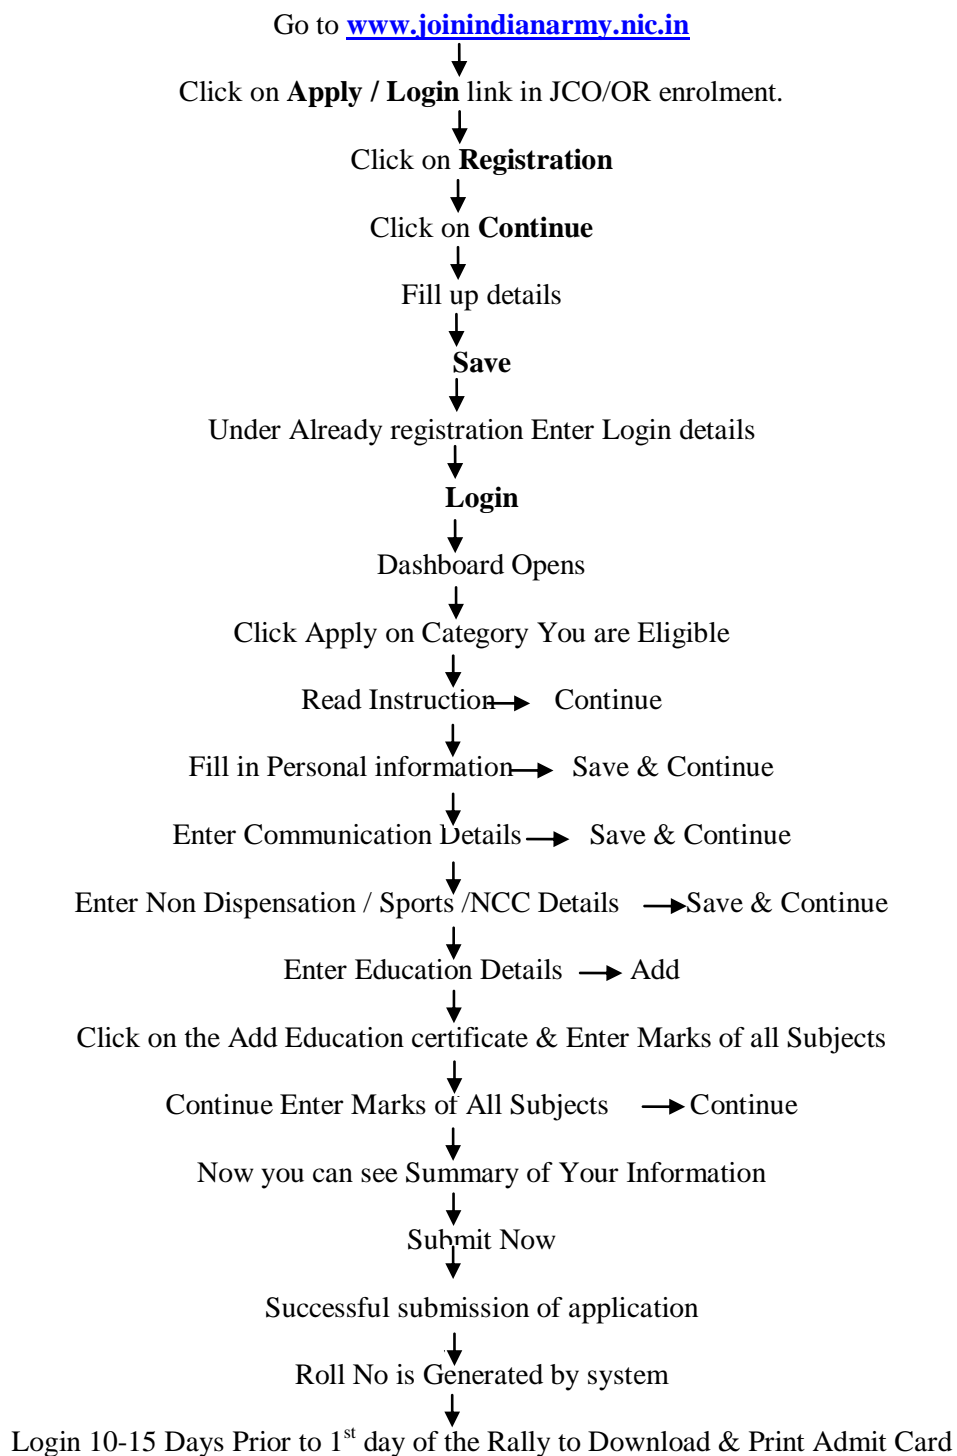 Go to www.joinindianarmy.nic.in
Click on Apply / Login link in JCO/OR enrolment.
Click on Registration
Click on Continue
Fill up details
Save
Under Already registration Enter Login details
Login
Dashboard Opens
Click Apply on Category You are Eligible
Read Instruction Continue
Fill in Personal information Save & Continue
Enter Communication Details Save & Continue
Enter Non Dispensation / Sports /NCC Details Save & Continue
Enter Education Details Add
Click on the Add Education certificate & Enter Marks of all Subjects
Continue Enter Marks of All Subjects Continue
Now you can see Summary of Your Information
Submit Now
Successful submission of application
Roll No is Generated by system
Login 10-15 Days Prior to 1st day of the Rally to Download & Print Admit Card